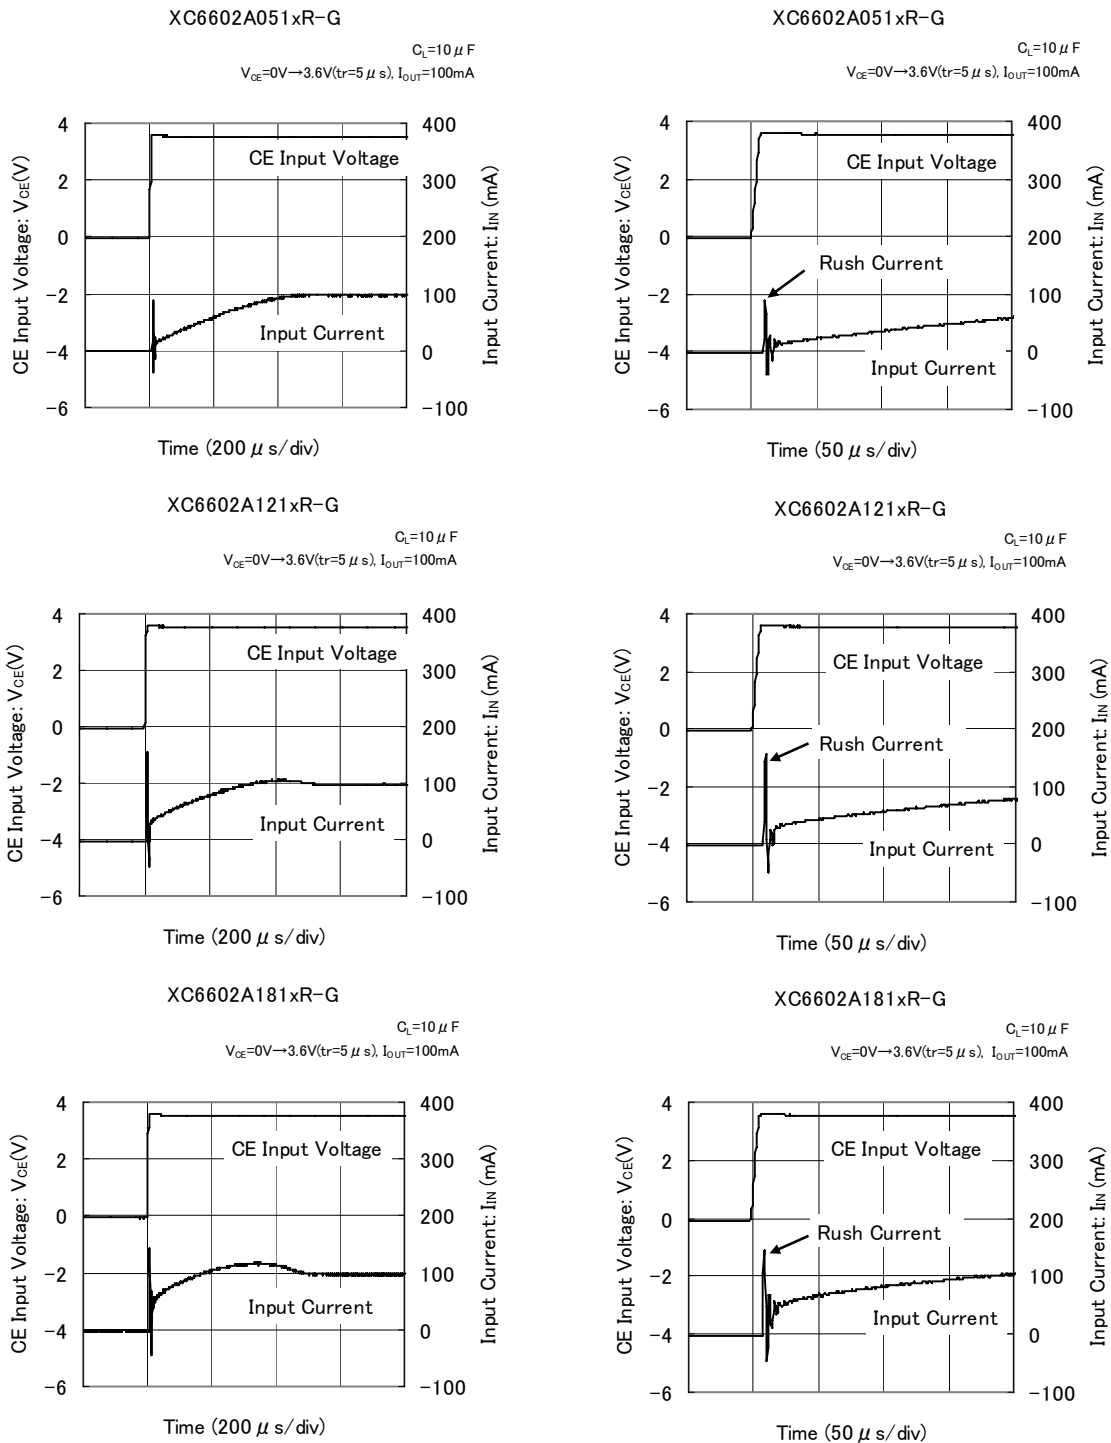 XC6602A051xR-G
CL=10μF
VCE=0V→3.6V(tr=5μs), IOUT=100mA
4
2
0
-2
-4
-6
400
300
200
100
0
-100
CE Input Voltage: VCE(V)
Input Current: IIN (mA)
CE Input Voltage
Input Current
Time (200μs/div)
XC6602A051xR-G
CL=10μF
VCE=0V→3.6V(tr=5μs), IOUT=100mA
4
2
0
-2
-4
-6
400
300
200
100
0
-100
CE Input Voltage: VCE(V)
Input Current: IIN (mA)
CE Input Voltage
Rush Current
Input Current
Time (50μs/div)
XC6602A121xR-G
CL=10μF
VCE=0V→3.6V(tr=5μs), IOUT=100mA
4
2
0
-2
-4
-6
400
300
200
100
0
-100
CE Input Voltage: VCE(V)
Input Current: IIN (mA)
CE Input Voltage
Input Current
Time (200μs/div)
XC6602A121xR-G
CL=10μF
VCE=0V→3.6V(tr=5μs), IOUT=100mA
4
2
0
-2
-4
-6
400
300
200
100
0
-100
CE Input Voltage: VCE(V)
Input Current: IIN (mA)
CE Input Voltage
Rush Current
Input Current
Time (50μs/div)
XC6602A181xR-G
CL=10μF
VCE=0V→3.6V(tr=5μs), IOUT=100mA
4
2
0
-2
-4
-6
400
300
200
100
0
-100
CE Input Voltage: VCE(V)
Input Current: IIN (mA)
CE Input Voltage
Input Current
Time (200μs/div)
XC6602A181xR-G
CL=10μF
VCE=0V→3.6V(tr=5μs), IOUT=100mA
4
2
0
-2
-4
-6
400
300
200
100
0
-100
CE Input Voltage: VCE(V)
Input Current: IIN (mA)
CE Input Voltage
Rush Current
Input Current
Time (50μs/div)